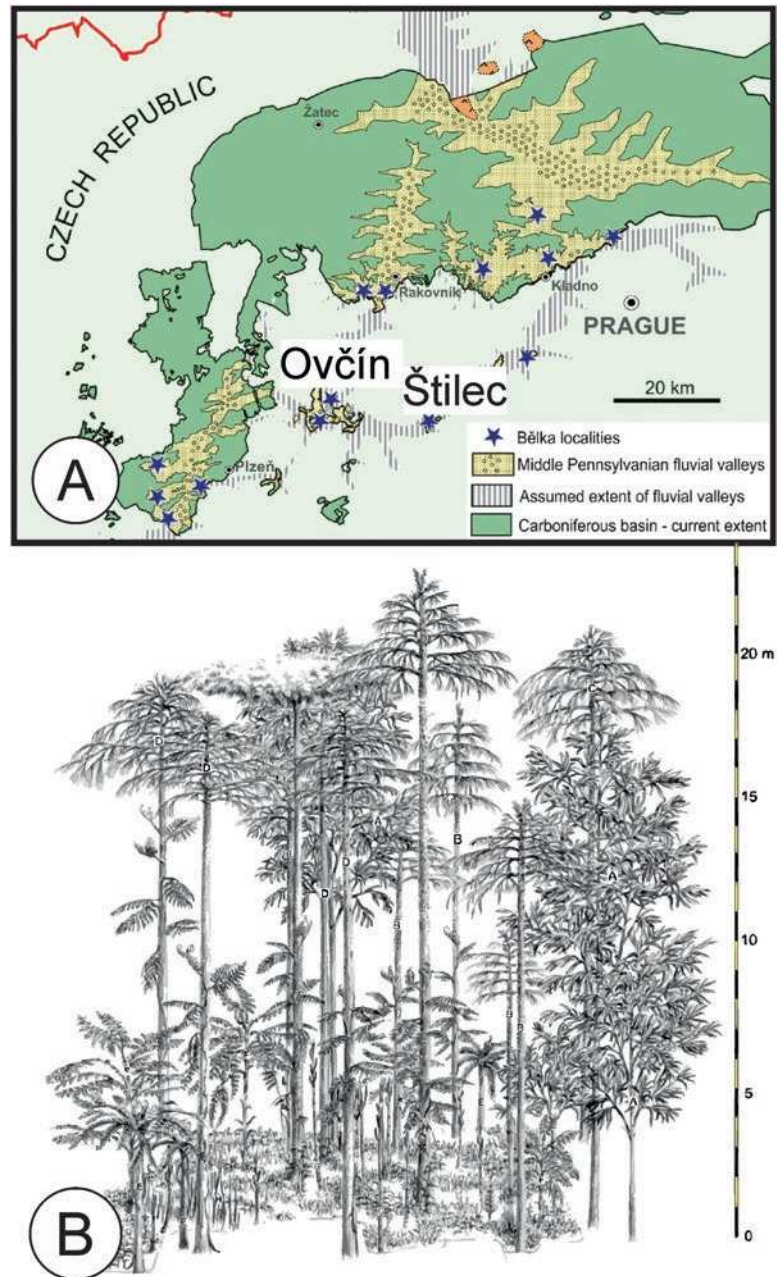 CZECH REPUBLIC
Žatec
Rakovník
Kladno
PRAGUE
Ovčín
Štilec
20 km
Plzeň
A
Bělka localities
Middle Pennsylvanian fluvial valleys
Assumed extent of fluvial valleys
Carboniferous basin - current extent
20 m
C
D
D
15
A
B
D
A
D
B
10
B
B
5
E
A
0
B